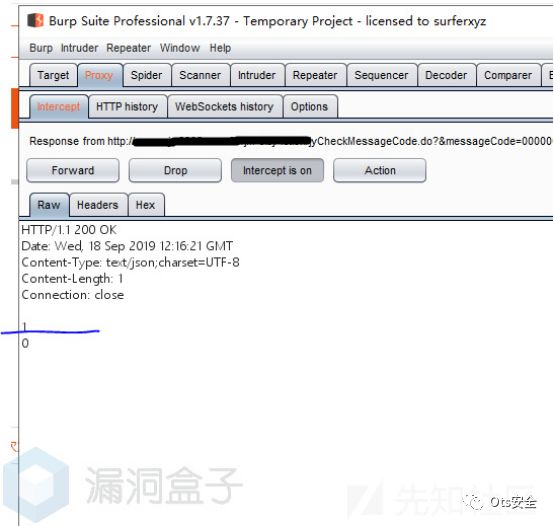 Burp Suite Professional v1.7.37 - Temporary Project - licensed to surferxyz
Burp Intruder Repeater Window Help
Target Proxy Spider Scanner Intruder Repeater Sequencer Decoder Comparer
Intercept HTTP history WebSockets history Options
Response from http:/ yCheckMessageCode.do?&messageCode=00000
Forward Drop Intercept is on Action
Raw Headers Hex
HTTP/1.1 200 OK
Date: Wed, 18 Sep 2019 12:16:21 GMT
Content-Type: text/json;charset=UTF-8
Content-Length: 1
Connection: close
1
0
漏洞盒子
先知社区
Ots安全